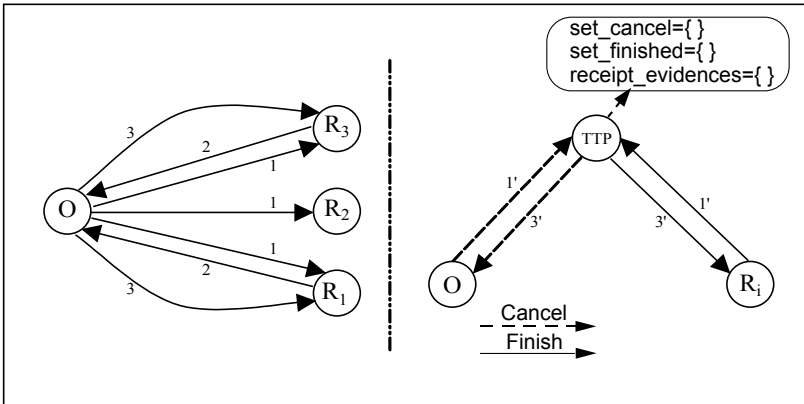 3
2
1
R3
O
1
R2
1
2
3
R1
set_cancel={ }
set_finished={ }
receipt_evidences={ }
TTP
1'
3'
3'
1'
O
Ri
Cancel
Finish